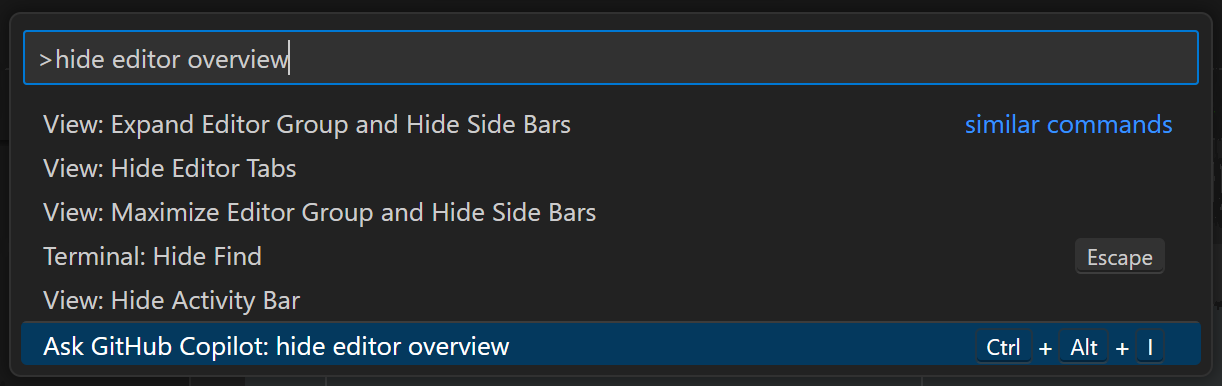 >hide editor overview
View: Expand Editor Group and Hide Side Bars similar commands
View: Hide Editor Tabs
View: Maximize Editor Group and Hide Side Bars
Terminal: Hide Find Escape
View: Hide Activity Bar
Ask GitHub Copilot: hide editor overview Ctrl + Alt + I